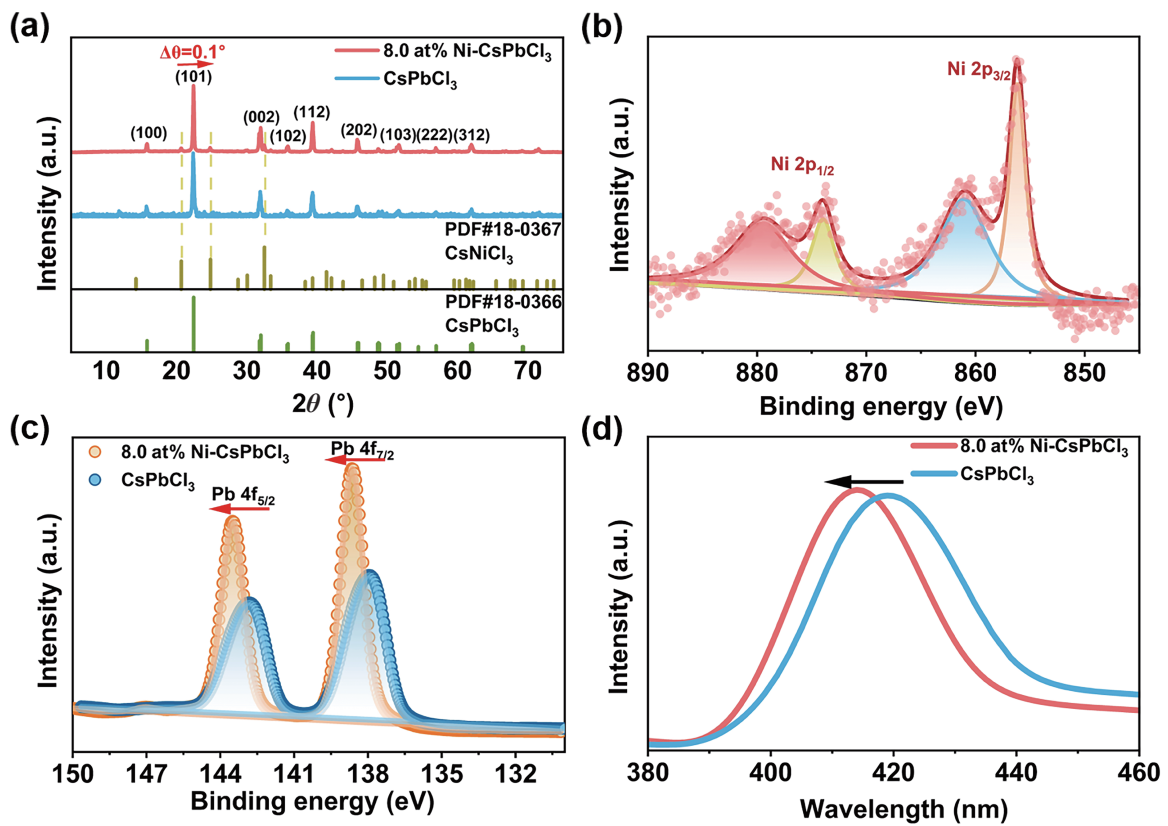 (a)
Δθ=0.1°
8.0 at% Ni-CsPbCl₃
CsPbCl₃
(101)
(100)
(002)
(102)
(112)
(202)
(103)
(222)
(312)
PDF#18-0367
CsNiCl₃
PDF#18-0366
CsPbCl₃
Intensity (a.u.)
10 20 30 40 50 60 70
2θ (°)
(b)
Ni 2p₃/₂
Ni 2p₁/₂
Intensity (a.u.)
890 880 870 860 850
Binding energy (eV)
(c)
8.0 at% Ni-CsPbCl₃
CsPbCl₃
Pb 4f₇/₂
Pb 4f₅/₂
Intensity (a.u.)
150 147 144 141 138 135 132
Binding energy (eV)
(d)
8.0 at% Ni-CsPbCl₃
CsPbCl₃
Intensity (a.u.)
380 400 420 440 460
Wavelength (nm)